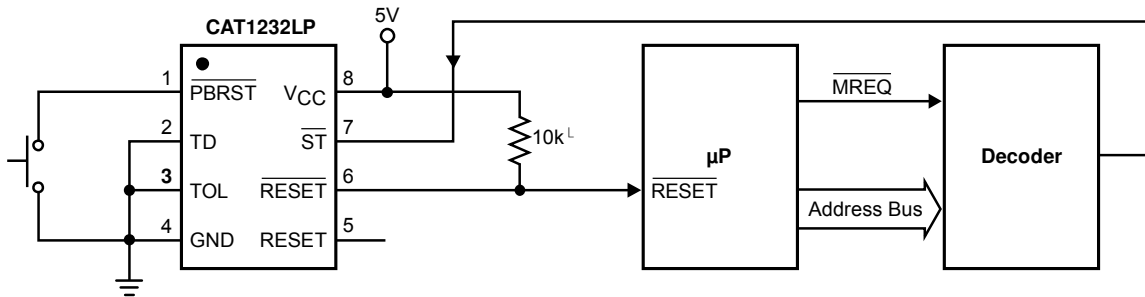 CAT1232LP
5V
1
PBRST
2
TD
3
TOL
4
GND
8
VCC
7
ST
6
RESET
5
RESET
10k
µP
RESET
MREQ
Address Bus
Decoder